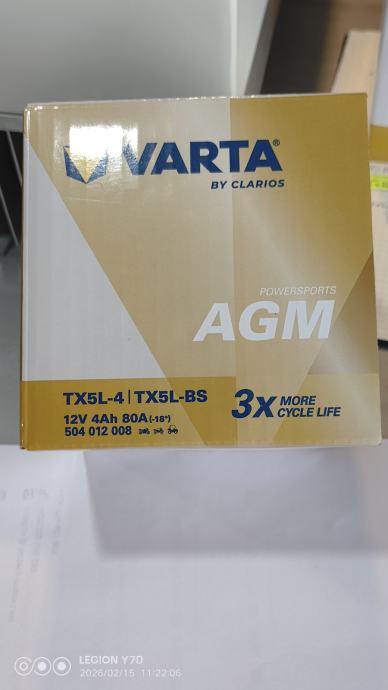 VARTA®
BY CLARIOS
POWERSPORTS
AGM
TX5L-4 | TX5L-BS
12V 4Ah 80A (-18°)
504 012 008
3x MORE
CYCLE LIFE
LEGION Y70
2026/02/15 11:22:06